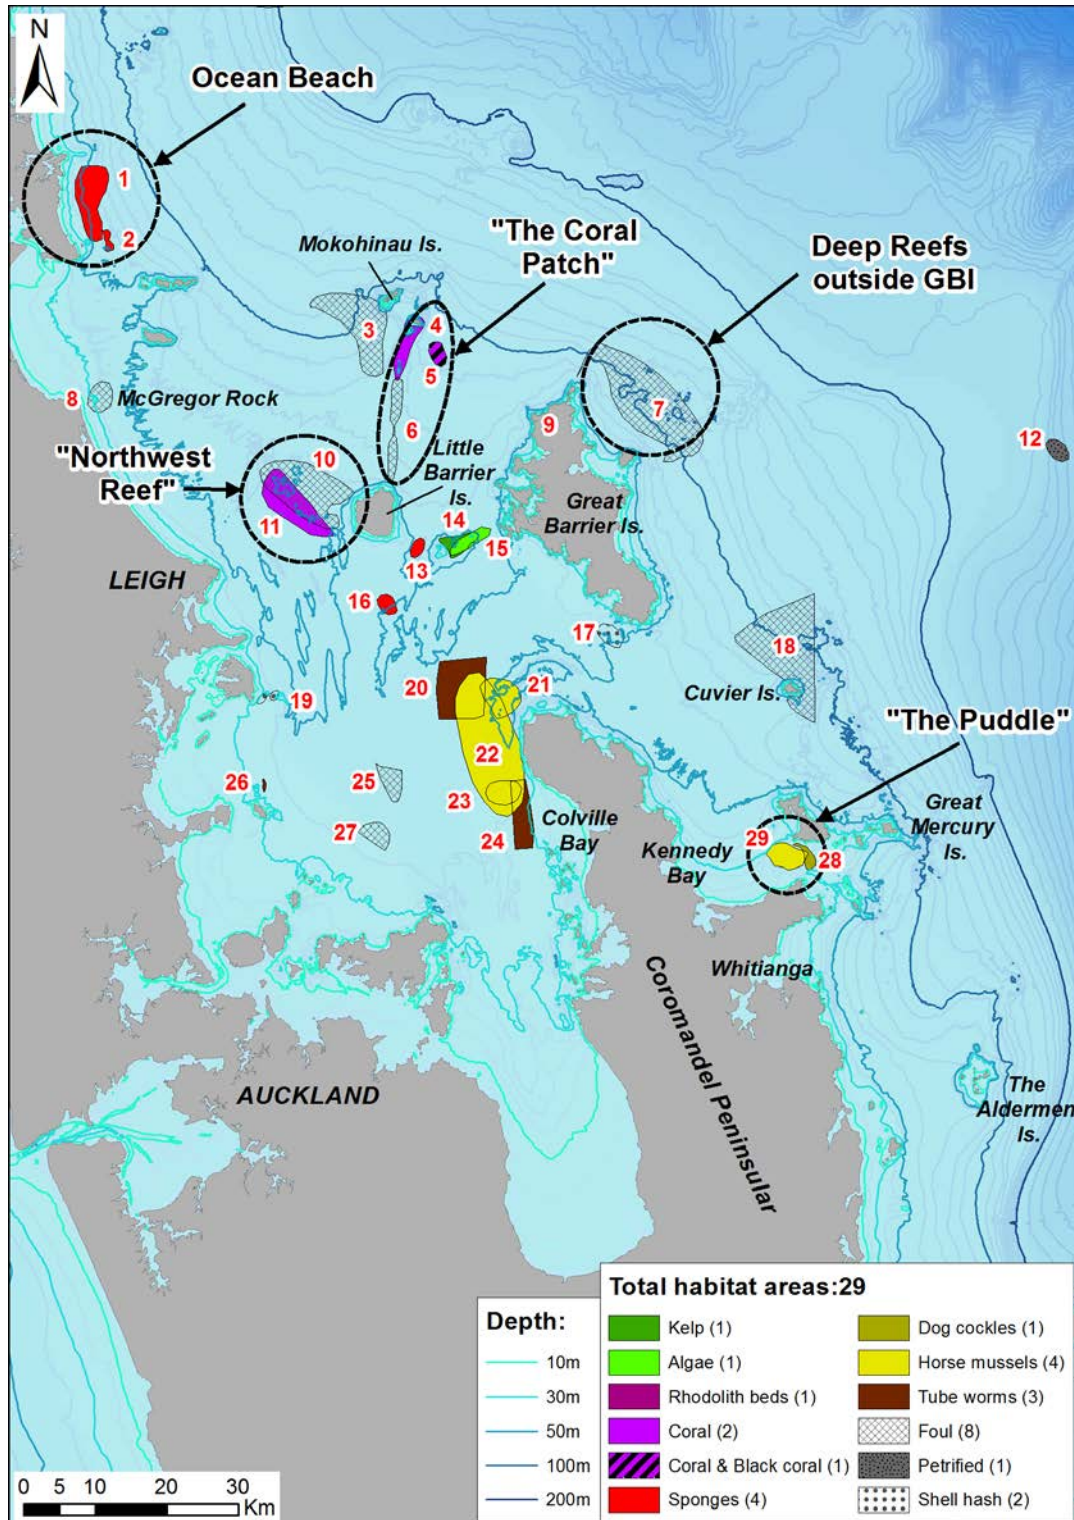 N
Ocean Beach
1
2
Mokohinau Is.
"The Coral
Patch"
Deep Reefs
outside GBI
3
4
5
6
7
8
McGregor Rock
9
12
"Northwest
Reef"
10
11
Little
Barrier
Is.
Great
Barrier Is.
14
15
13
LEIGH
16
17
18
Cuvier Is.
19
20
21
22
23
24
"The Puddle"
25
26
27
Colville
Bay
Kennedy
Bay
29
28
Great
Mercury
Is.
Whitianga
Coromandel Peninsular
AUCKLAND
The
Aldermen
Is.
0 5 10 20 30
Km
Depth:
10m
30m
50m
100m
200m
Total habitat areas:29
Kelp (1)
Algae (1)
Rhodolith beds (1)
Coral (2)
Coral & Black coral (1)
Sponges (4)
Dog cockles (1)
Horse mussels (4)
Tube worms (3)
Foul (8)
Petrified (1)
Shell hash (2)